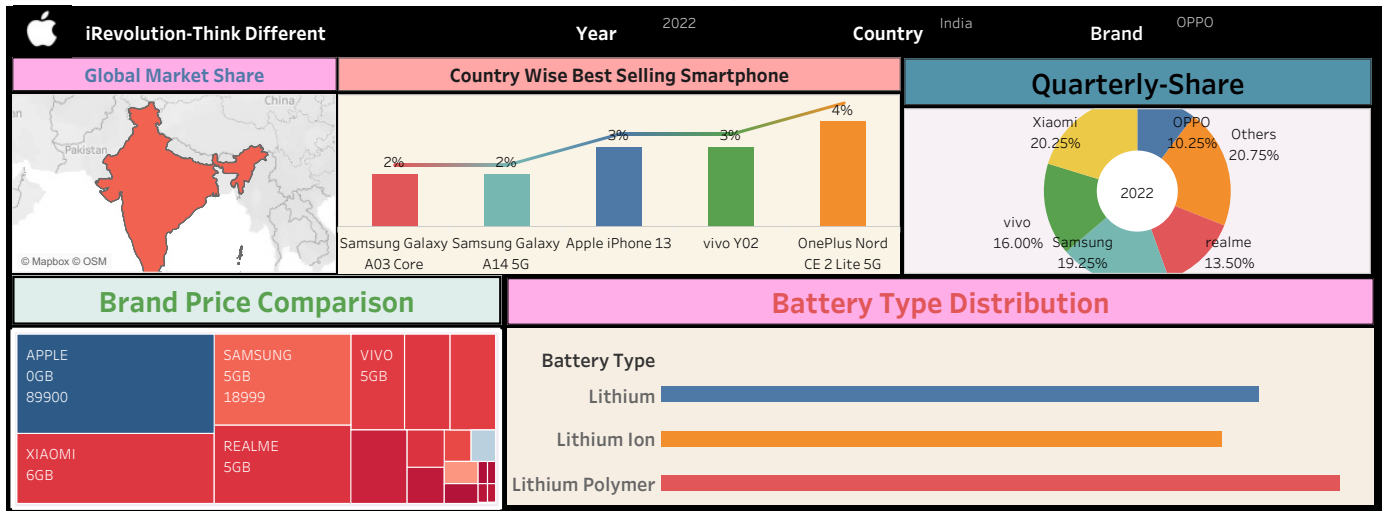 iRevolution-Think Different
Year
2022
Country
India
Brand
OPPO
Global Market Share
China
Pakistan
© Mapbox © OSM
Country Wise Best Selling Smartphone
2%
2%
3%
3%
4%
Samsung Galaxy
A03 Core
Samsung Galaxy
A14 5G
Apple iPhone 13
vivo Y02
OnePlus Nord
CE 2 Lite 5G
Quarterly-Share
Xiaomi
20.25%
OPPO
10.25%
Others
20.75%
2022
vivo
16.00%
Samsung
19.25%
realme
13.50%
Brand Price Comparison
APPLE
0GB
89900
SAMSUNG
5GB
18999
VIVO
5GB
XIAOMI
6GB
REALME
5GB
Battery Type Distribution
Battery Type
Lithium
Lithium Ion
Lithium Polymer